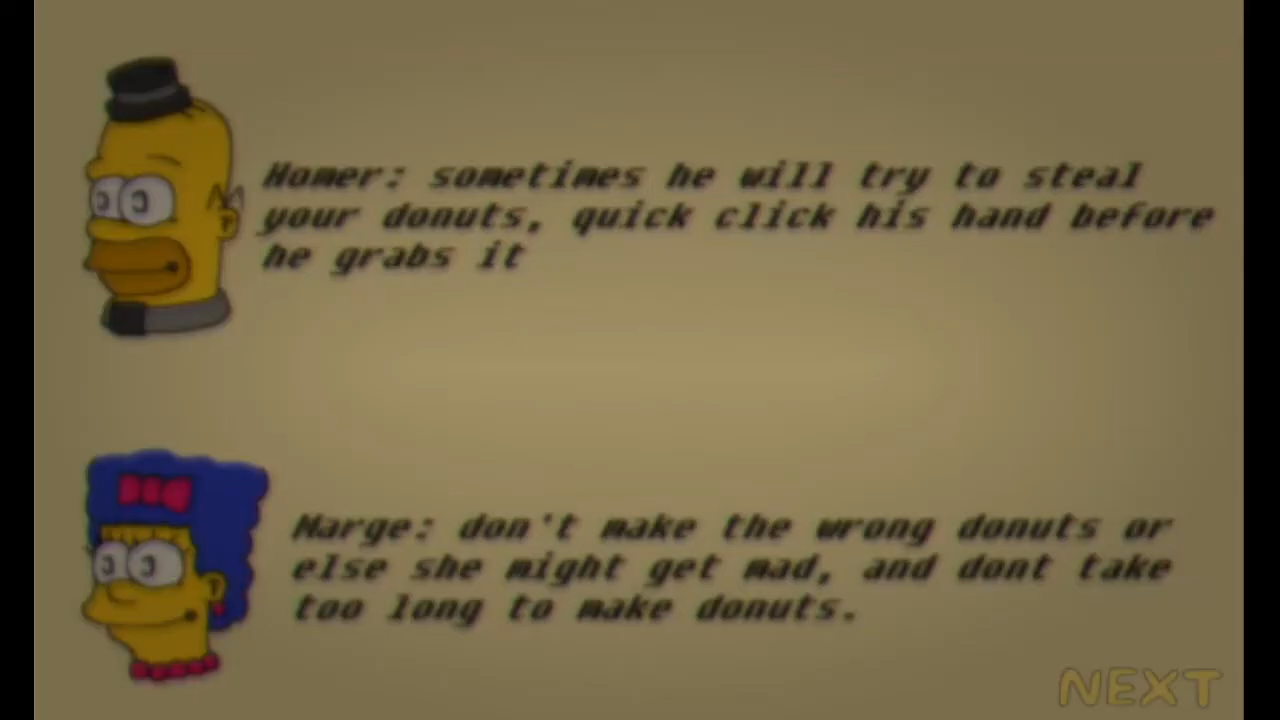 Homer: sometimes he will try to steal
your donuts, quick click his hand before
he grabs it
Marge: don't make the wrong donuts or
else she might get mad, and dont take
too long to make donuts.
NEXT